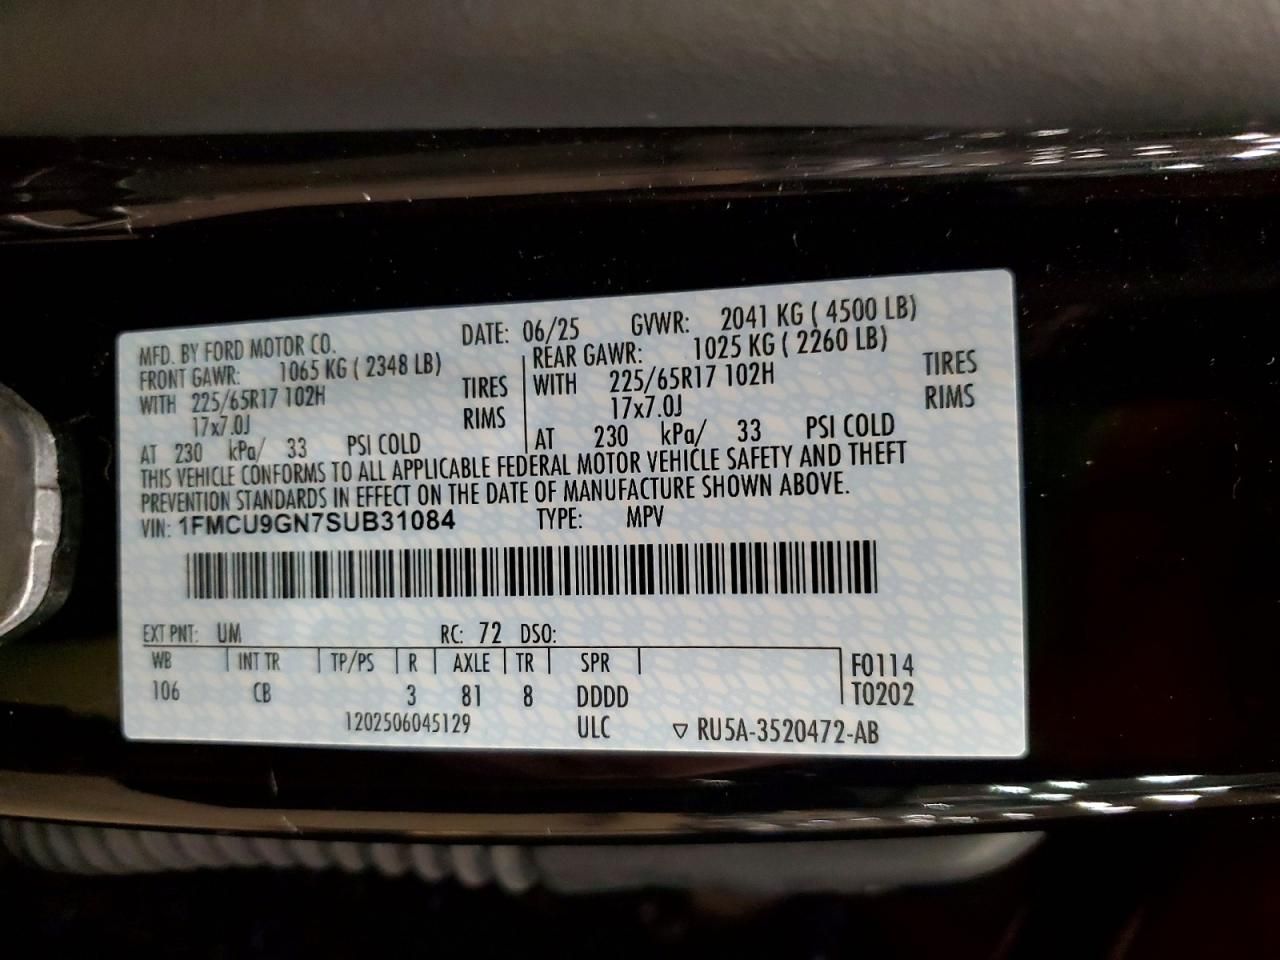 MFD. BY FORD MOTOR CO. DATE: 06/25 GVWR: 2041 KG ( 4500 LB)
FRONT GAWR: 1065 KG ( 2348 LB) REAR GAWR: 1025 KG ( 2260 LB)
WITH 225/65R17 102H TIRES WITH 225/65R17 102H TIRES
17x7.0J RIMS 17x7.0J RIMS
AT 230 kPa/ 33 PSI COLD AT 230 kPa/ 33 PSI COLD
THIS VEHICLE CONFORMS TO ALL APPLICABLE FEDERAL MOTOR VEHICLE SAFETY AND THEFT
PREVENTION STANDARDS IN EFFECT ON THE DATE OF MANUFACTURE SHOWN ABOVE.
VIN: 1FMCU9GN7SUB31084 TYPE: MPV
EXT PNT: UM RC: 72 DSO:
WB INT TR TP/PS R AXLE TR SPR F0114
106 CB 3 81 8 DDDD T0202
1202506045129 ULC ▽ RU5A-3520472-AB